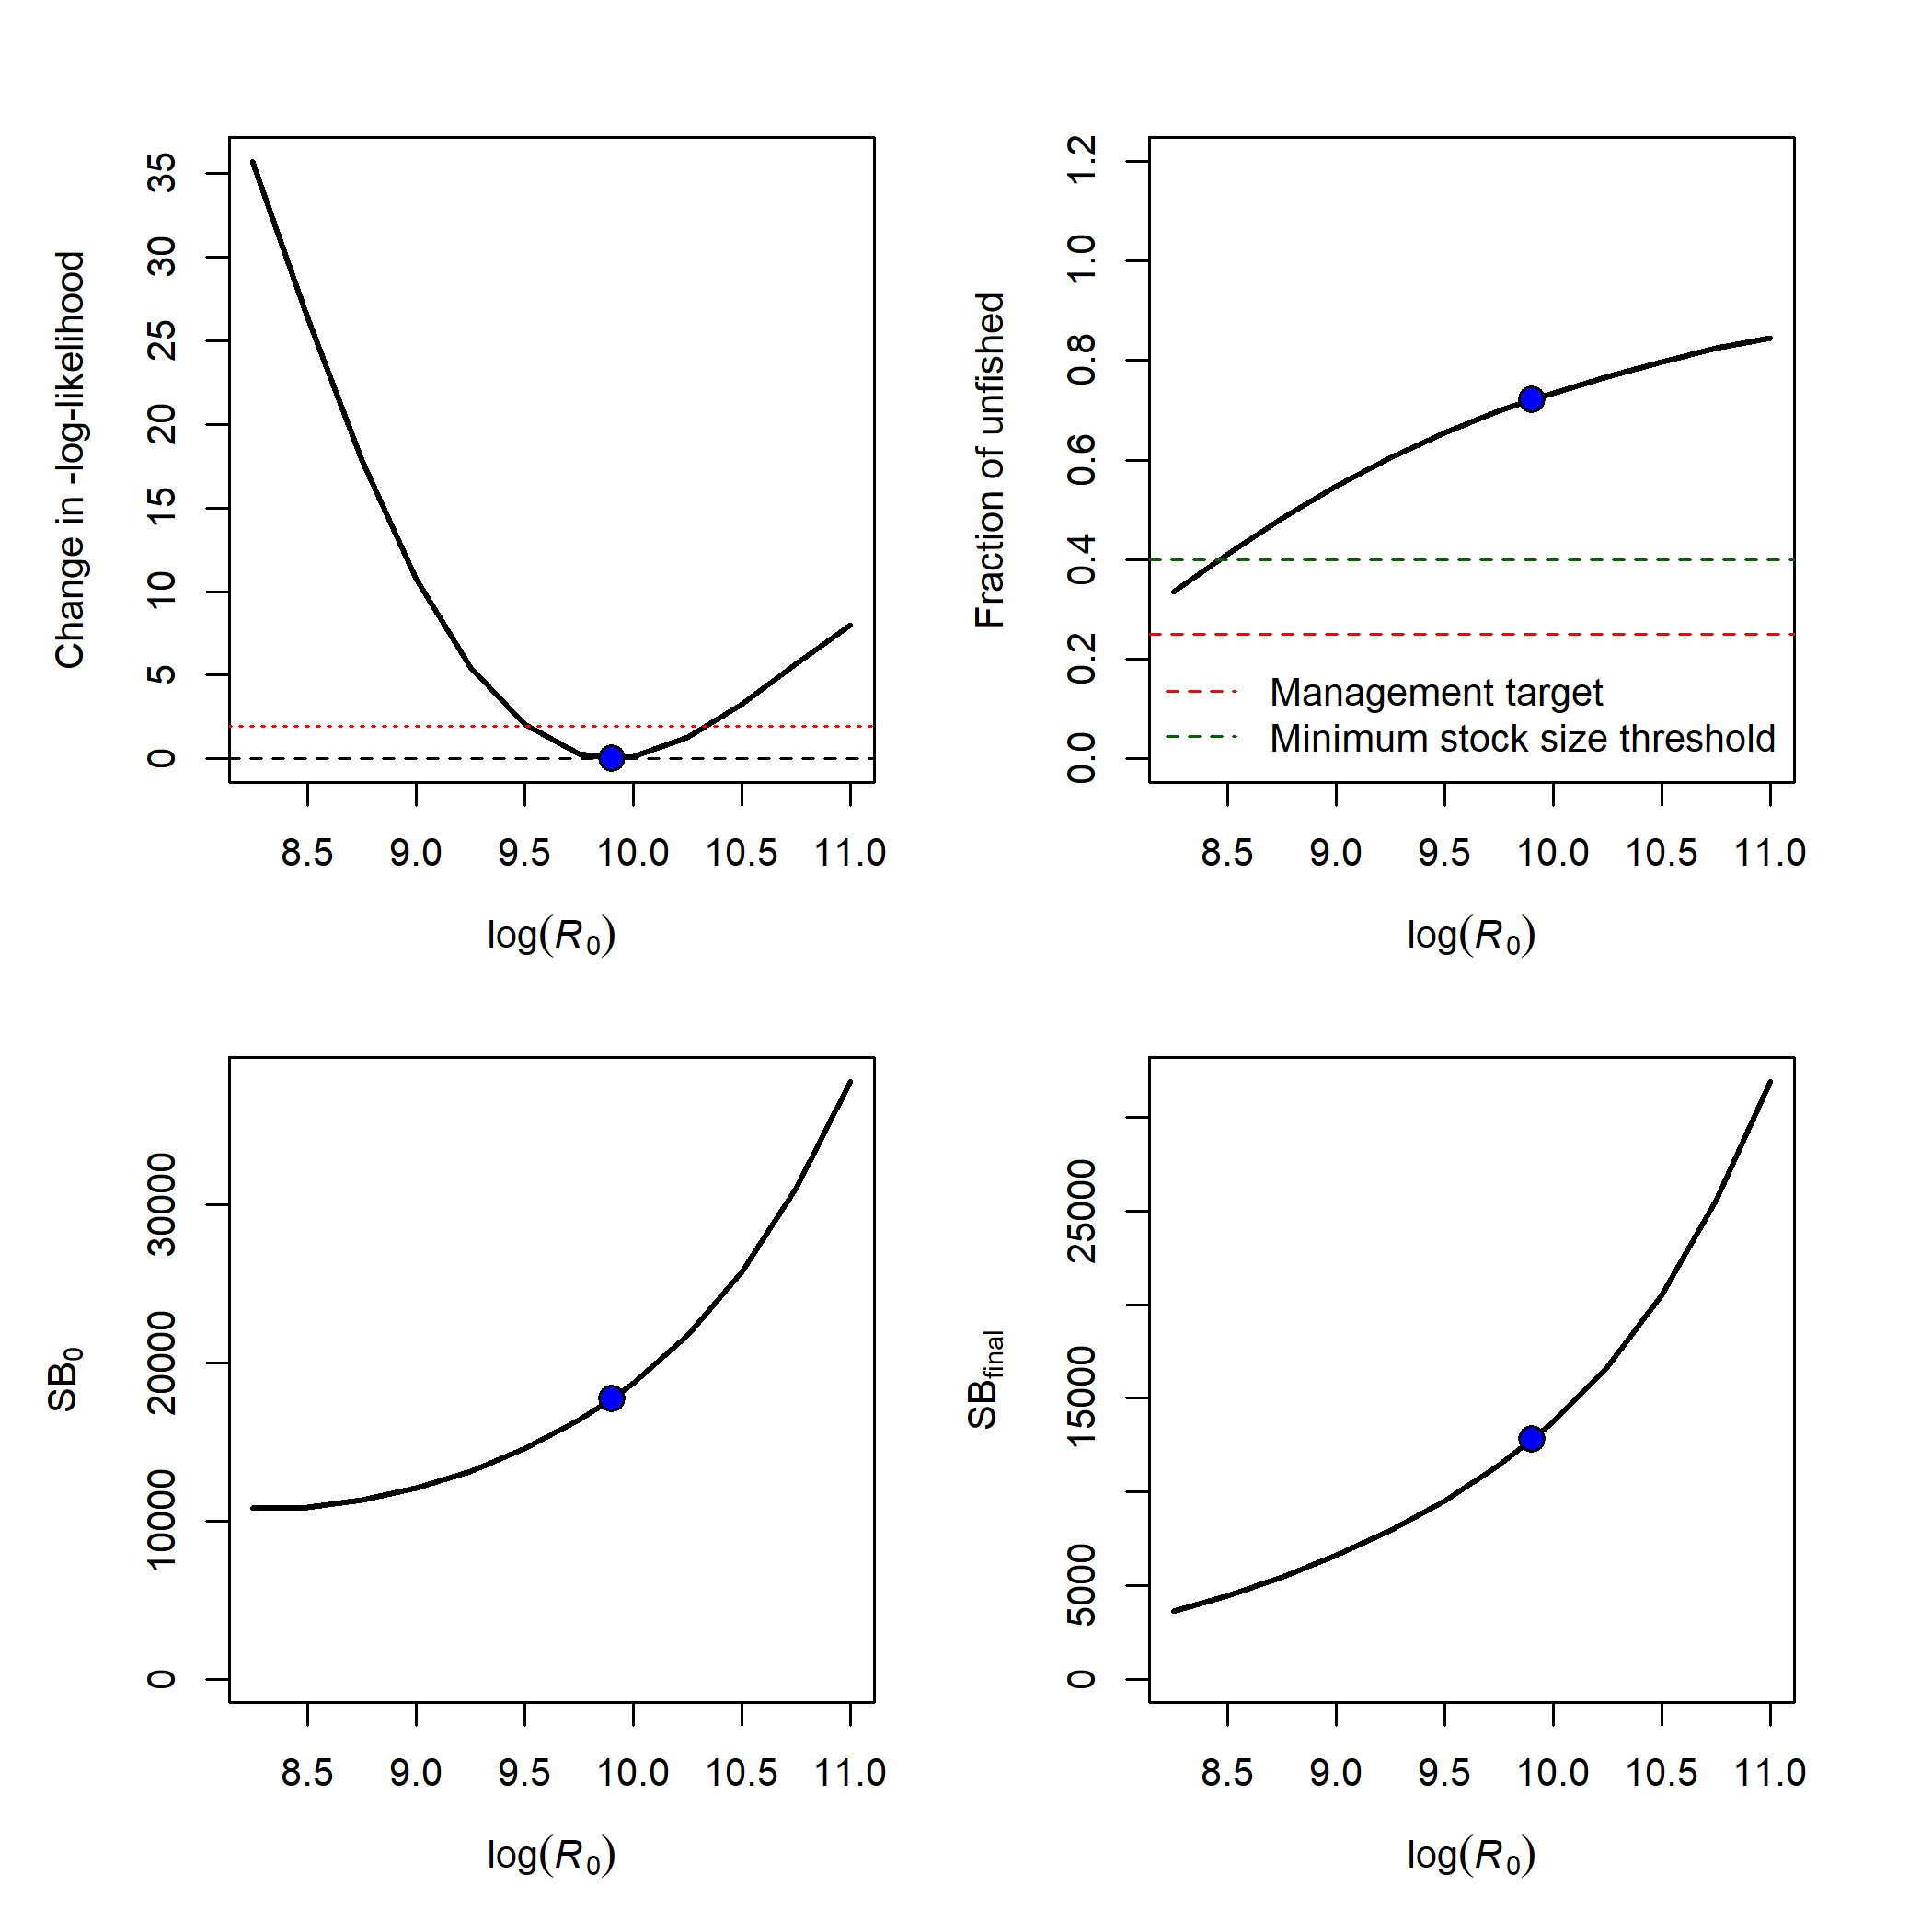 Change in -log-likelihood
0 5 10 15 20 25 30 35
8.5 9.0 9.5 10.0 10.5 11.0
log(R0)
Fraction of unfished
0.0 0.2 0.4 0.6 0.8 1.0 1.2
Management target
Minimum stock size threshold
8.5 9.0 9.5 10.0 10.5 11.0
log(R0)
SB0
0 10000 20000 30000
8.5 9.0 9.5 10.0 10.5 11.0
log(R0)
SBfinal
0 5000 15000 25000
8.5 9.0 9.5 10.0 10.5 11.0
log(R0)